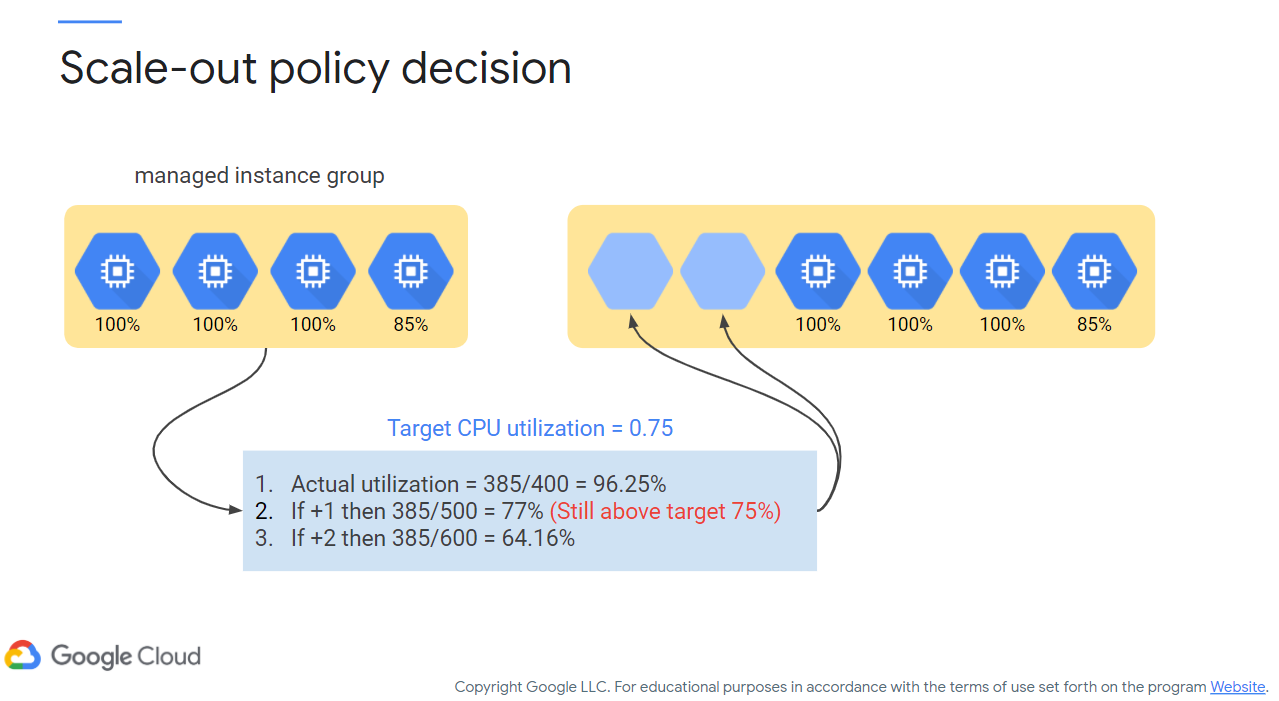 Scale-out policy decision
managed instance group
100% 100% 100% 85%
100% 100% 100% 85%
Target CPU utilization = 0.75
1. Actual utilization = 385/400 = 96.25%
2. If +1 then 385/500 = 77% (Still above target 75%)
3. If +2 then 385/600 = 64.16%
Google Cloud
Copyright Google LLC. For educational purposes in accordance with the terms of use set forth on the program Website.